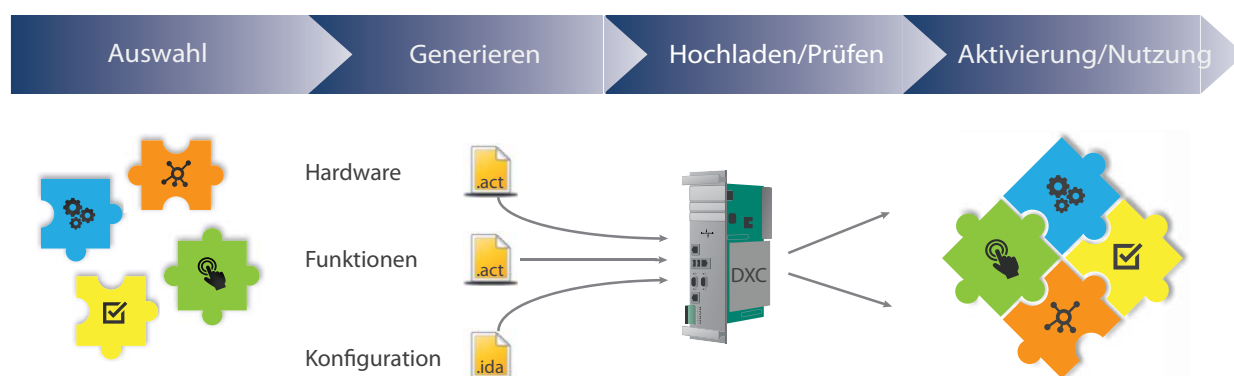 Auswahl
Generieren
Hochladen/Prüfen
Aktivierung/Nutzung
Hardware
.act
Funktionen
.act
DXC
Konfiguration
.ida